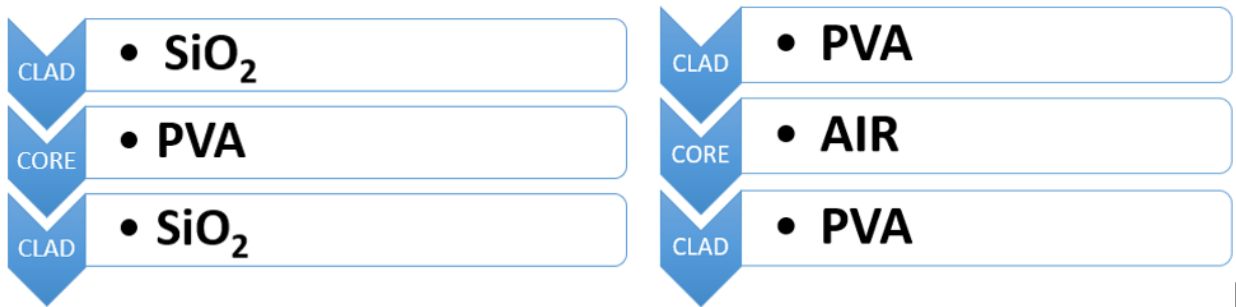 CLAD
• SiO₂
CORE
• PVA
CLAD
• SiO₂
CLAD
• PVA
CORE
• AIR
CLAD
• PVA